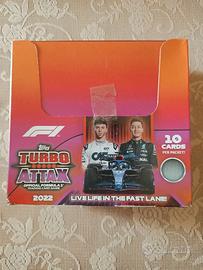 F1
Topps
TURBO
ATTAX
OFFICIAL FORMULA 1
TRADING CARD GAME
2022
10
CARDS
PER PACKET!
LIVE LIFE IN THE FAST LANE!